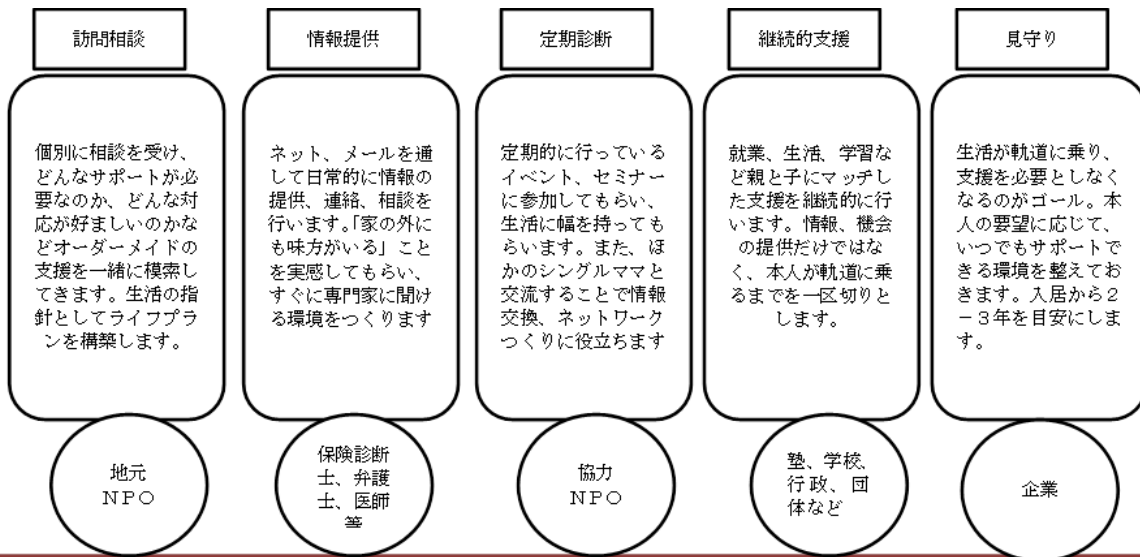 訪問相談
個別に相談を受け、
どんなサポートが必
要なのか、どんな対
応が好ましいのかな
どオーダーメイドの
支援を一緒に模索し
てきます。生活の指
針としてライフプラ
ンを構築します。
地元
ＮＰＯ
情報提供
ネット、メールを通
して日常的に情報の
提供、連絡、相談を
行います。「家の外に
も味方がいる」こと
を実感してもらい、
すぐに専門家に聞け
る環境をつくります
保険診断
士、弁護
士、医師
等
定期診断
定期的に行っている
イベント、セミナー
に参加してもらい、
生活に幅を持っても
らいます。また、ほ
かのシングルママと
交流することで情報
交換、ネットワーク
つくりに役立ちます
協力
ＮＰＯ
継続的支援
就業、生活、学習な
ど親と子にマッチし
た支援を継続的に行
います。情報、機会
の提供だけではな
く、本人が軌道に乗
るまでを一区切りと
します。
塾、学校、
行政、団
体など
見守り
生活が軌道に乗り、
支援を必要としなく
なるのがゴール。本
人の要望に応じて、
いつでもサポートで
きる環境を整えてお
きます。入居から２
－３年を目安にしま
す。
企業